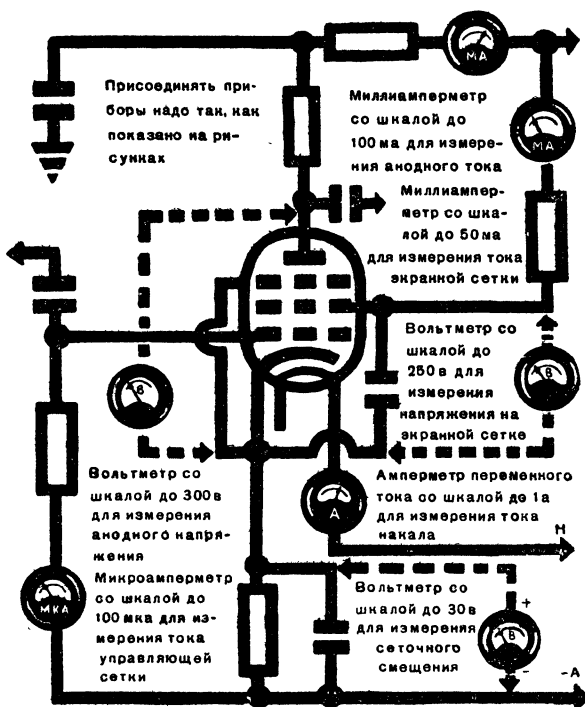 МА
Присоединять при-
боры надо так, как
показано на ри-
сунках
Миллиамперметр
со шкалой до
100 ма для измере-
ния анодного тока
МА
Миллиампер-
метр со шка-
лой до 50 ма
для измерения тока
экранной сетки
В
Вольтметр со
шкалой до
250 в для
измерения
напряжения на
экранной сетке
В
Вольтметр со
шкалой до 300 в
для измерения
анодного напря-
жения
А
Амперметр переменного
тока со шкалой до 1 а
для измерения тока
накала
Н
МКА
Микроамперметр
со шкалой до
100 мка для из-
мерения тока
управляющей
сетки
Вольтметр со
шкалой до 30 в
для измерения
сеточного
смещения
+
В
-
-А